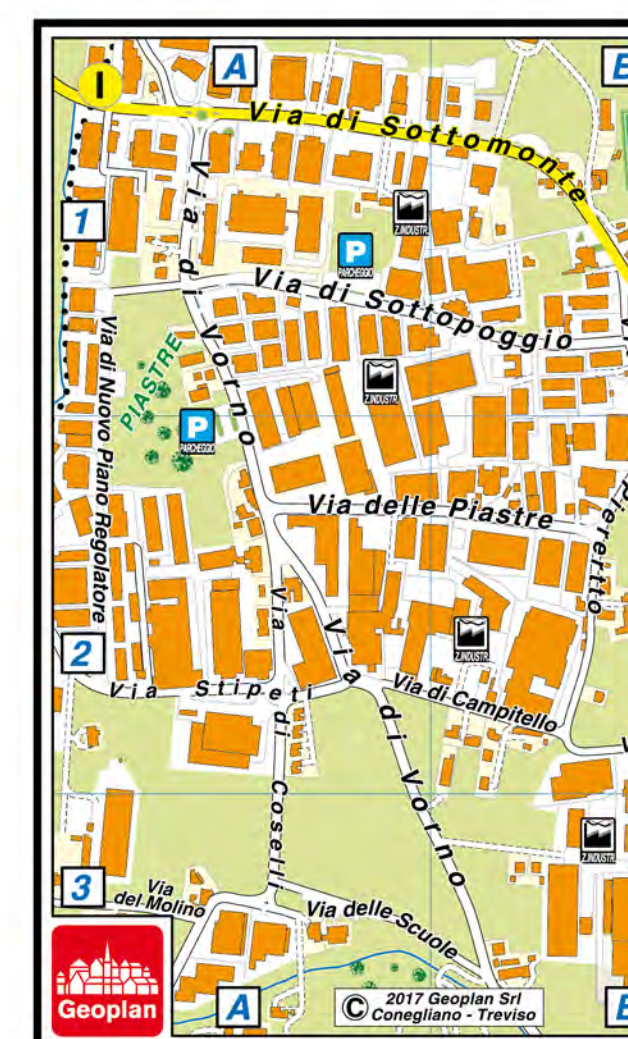 I
A
B
Via di Sottomonte
1
Z.INDUSTR.
P
PARCHEGGIO
Via di Vorno
Via di Sottopoggio
Via di Nuovo Piano Regolatore
PIASTRE
Z.INDUSTR.
P
PARCHEGGIO
Via delle Piastre
Pierertto
2
Z.INDUSTR.
Via Stipeti
Via di Coselli
Via di Campitello
Via di Vorno
Z.INDUSTR.
3
Via
del Molino
Via delle Scuole
Geoplan
A
© 2017 Geoplan Srl
Conegliano - Treviso
B